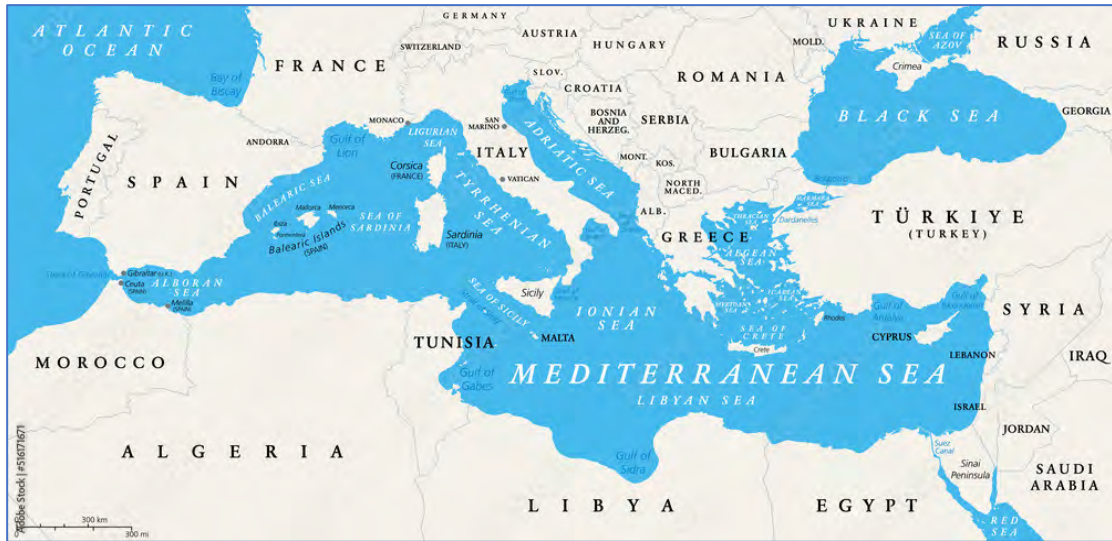 ATLANTIC
OCEAN
Bay of
Biscay
FRANCE
GERMANY
SWITZERLAND
AUSTRIA
HUNGARY
SLOV.
CROATIA
BOSNIA
AND
HERZEG.
SERBIA
MONT.
KOS.
NORTH
MACED.
ALB.
ROMANIA
MOLD.
UKRAINE
SEA OF
AZOV
RUSSIA
Crimea
BLACK SEA
GEORGIA
BULGARIA
Bosporus
MARMARA
SEA
Dardanelles
PORTUGAL
SPAIN
ANDORRA
MONACO
Gulf of
Lion
LIGURIAN
SEA
SAN
MARINO
ITALY
VATICAN
ADRIATIC SEA
Corsica
(FRANCE)
TYRRHENIAN
SEA
BALEARIC SEA
Mallorca
Menorca
Ibiza
Formentera
Balearic Islands
(SPAIN)
SEA OF
SARDINIA
Sardinia
(ITALY)
GREECE
THRACIAN
SEA
AEGEAN
SEA
TÜRKIYE
(TURKEY)
Gibraltar (U.K.)
Ceuta
(SPAIN)
ALBORAN
SEA
Melilla
(SPAIN)
Sicily
SEA OF SICILY
MALTA
IONIAN
SEA
MYRTOAN
SEA
ICARIAN
SEA
SEA OF
CRETE
Crete
Rhodes
Gulf of
Antalya
CYPRUS
SYRIA
LEBANON
IRAQ
MOROCCO
TUNISIA
Gulf of
Gabes
MEDITERRANEAN SEA
LIBYAN SEA
ISRAEL
JORDAN
ALGERIA
Gulf of
Sidra
LIBYA
EGYPT
Suez
Canal
Sinai
Peninsula
SAUDI
ARABIA
RED
SEA
300 km
300 mi
Adobe Stock | #516171671